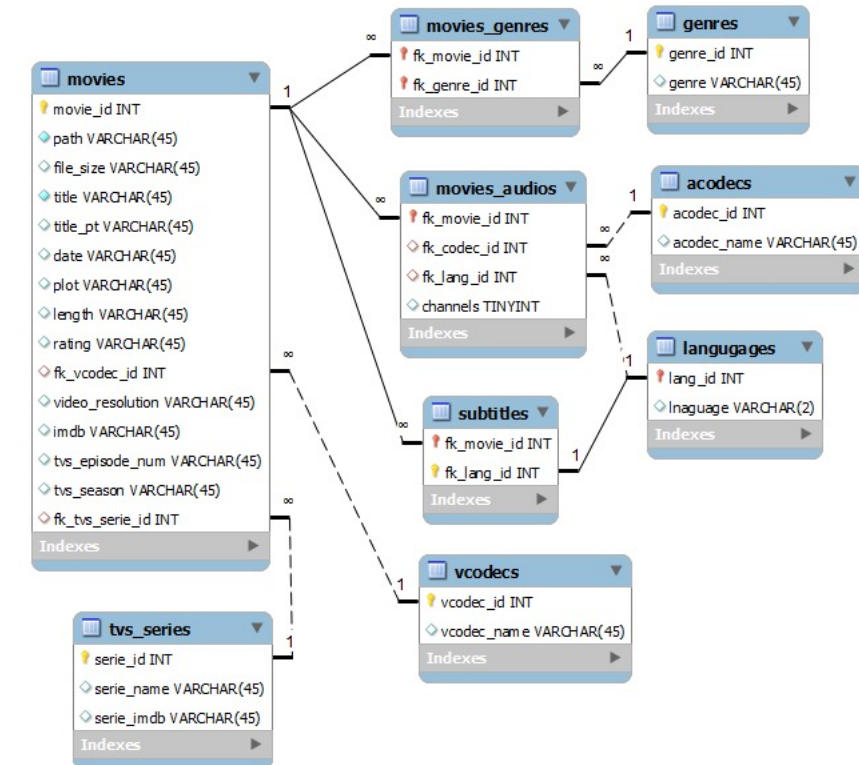 movies
movie_id INT
path VARCHAR(45)
file_size VARCHAR(45)
title VARCHAR(45)
title_pt VARCHAR(45)
date VARCHAR(45)
plot VARCHAR(45)
length VARCHAR(45)
rating VARCHAR(45)
fk_vcodec_id INT
video_resolution VARCHAR(45)
imdb VARCHAR(45)
tvs_episode_num VARCHAR(45)
tvs_season VARCHAR(45)
fk_tvs_serie_id INT
Indexes
1
∞
∞
movies_genres
fk_movie_id INT
fk_genre_id INT
Indexes
∞
∞
1
genres
genre_id INT
genre VARCHAR(45)
Indexes
movies_audios
fk_movie_id INT
fk_codec_id INT
fk_lang_id INT
channels TINYINT
Indexes
∞
∞
∞
1
acodecs
acodec_id INT
acodec_name VARCHAR(45)
Indexes
1
langugages
lang_id INT
lnaguage VARCHAR(2)
Indexes
subtitles
fk_movie_id INT
fk_lang_id INT
Indexes
∞
1
vcodecs
vcodec_id INT
vcodec_name VARCHAR(45)
Indexes
1
tvs_series
serie_id INT
serie_name VARCHAR(45)
serie_imdb VARCHAR(45)
Indexes
1